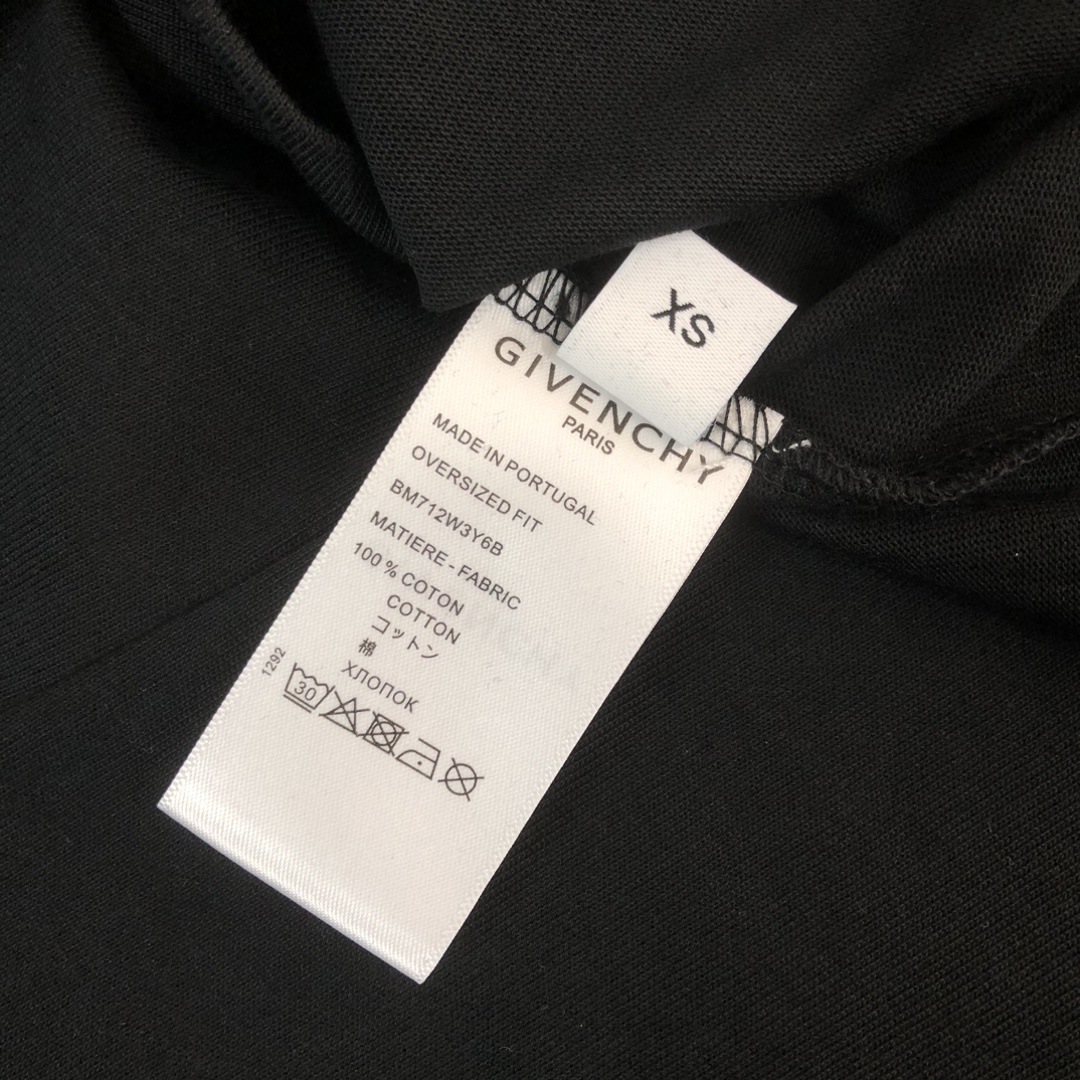 XS
GIVENCHY
PARIS
MADE IN PORTUGAL
OVERSIZED FIT
BM712W3Y6B
MATIERE - FABRIC
100 % COTON
COTTON
コットン
棉
ХЛОПОК
1292
30